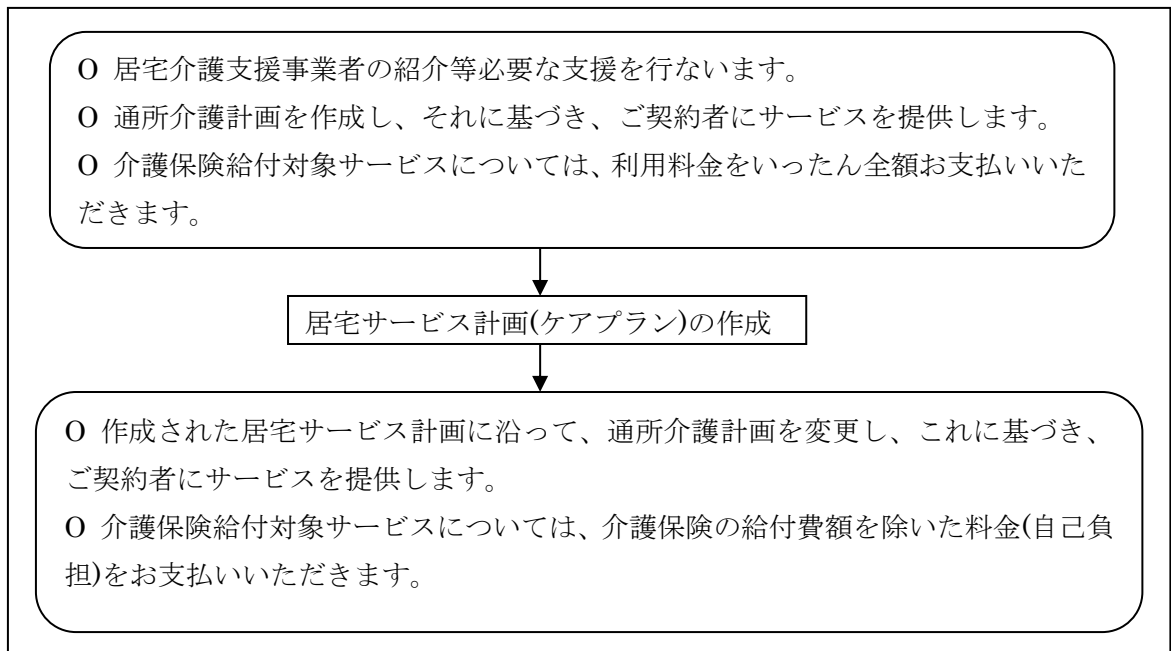 O 居宅介護支援事業者の紹介等必要な支援を行ないます。
O 通所介護計画を作成し、それに基づき、ご契約者にサービスを提供します。
O 介護保険給付対象サービスについては、利用料金をいったん全額お支払いいた
だきます。
居宅サービス計画(ケアプラン)の作成
O 作成された居宅サービス計画に沿って、通所介護計画を変更し、これに基づき、
ご契約者にサービスを提供します。
O 介護保険給付対象サービスについては、介護保険の給付費額を除いた料金(自己負
担)をお支払いいただきます。